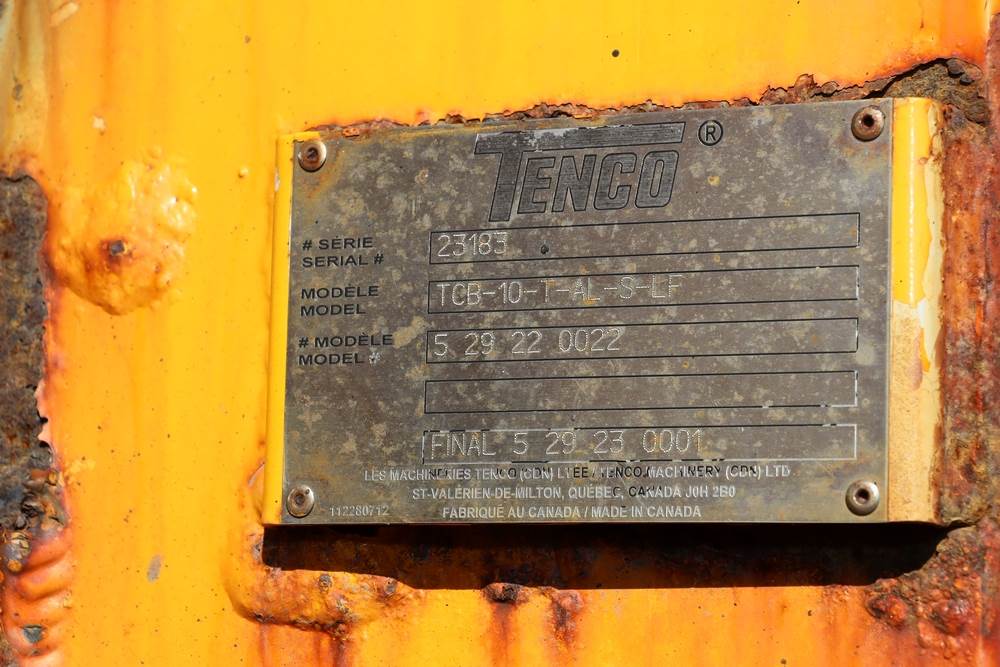 TENCO ®
# SÉRIE
SERIAL #
23183
MODÈLE
MODEL
TCB-10-T-AL-S-LF
# MODÈLE
MODEL #
5 29 22 0022
FINAL 5 29 23 0001
LES MACHINERIES TENCO (CDN) LTÉE / TENCO MACHINERY (CDN) LTD
ST-VALÉRIEN-DE-MILTON, QUÉBEC, CANADA J0H 2B0
112280712
FABRIQUÉ AU CANADA / MADE IN CANADA